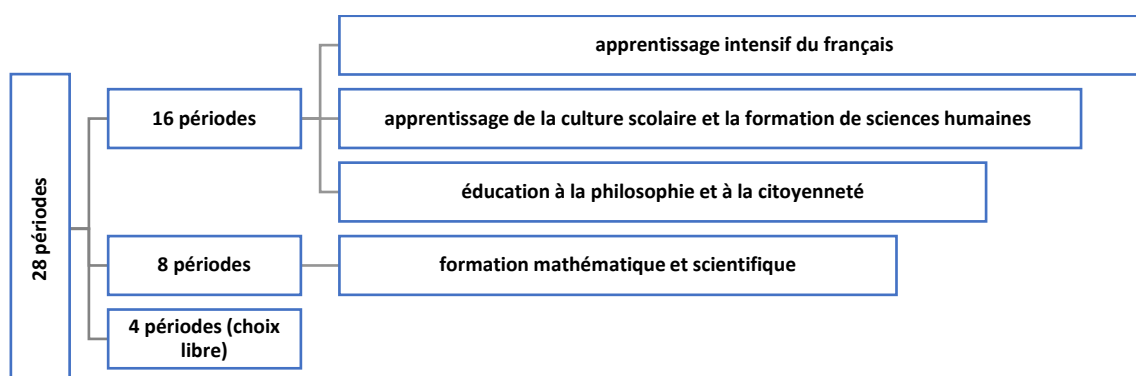 28 périodes
16 périodes
apprentissage intensif du français
apprentissage de la culture scolaire et la formation de sciences humaines
éducation à la philosophie et à la citoyenneté
8 périodes
formation mathématique et scientifique
4 périodes (choix
libre)